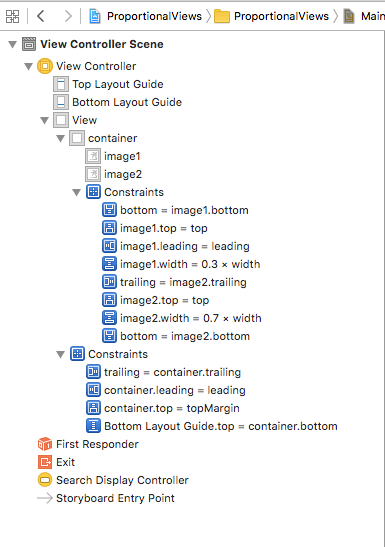 ProportionalViews ProportionalViews Main
View Controller Scene
View Controller
Top Layout Guide
Bottom Layout Guide
View
container
image1
image2
Constraints
bottom = image1.bottom
image1.top = top
image1.leading = leading
image1.width = 0.3 × width
trailing = image2.trailing
image2.top = top
image2.width = 0.7 × width
bottom = image2.bottom
Constraints
trailing = container.trailing
container.leading = leading
container.top = topMargin
Bottom Layout Guide.top = container.bottom
First Responder
Exit
Search Display Controller
Storyboard Entry Point